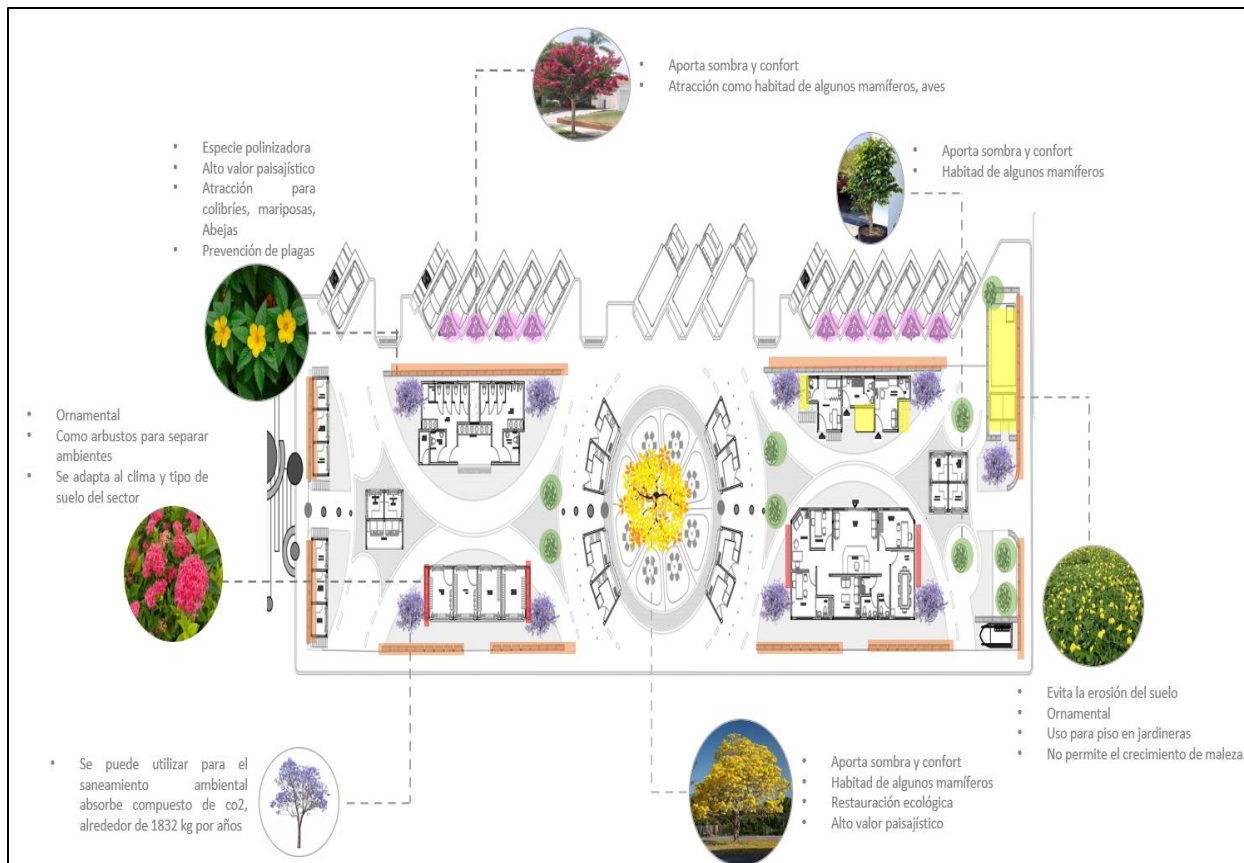 • Aporta sombra y confort
• Atracción como habitad de algunos mamíferos, aves
• Especie polinizadora
• Alto valor paisajístico
• Atracción para
colibríes, mariposas,
Abejas
• Prevención de plagas
• Aporta sombra y confort
• Habitad de algunos mamíferos
• Ornamental
• Como arbustos para separar
ambientes
• Se adapta al clima y tipo de
suelo del sector
• Evita la erosión del suelo
• Ornamental
• Uso para piso en jardineras
• No permite el crecimiento de maleza.
• Se puede utilizar para el
saneamiento ambiental
absorbe compuesto de co2,
alrededor de 1832 kg por años
• Aporta sombra y confort
• Habitad de algunos mamíferos
• Restauración ecológica
• Alto valor paisajístico